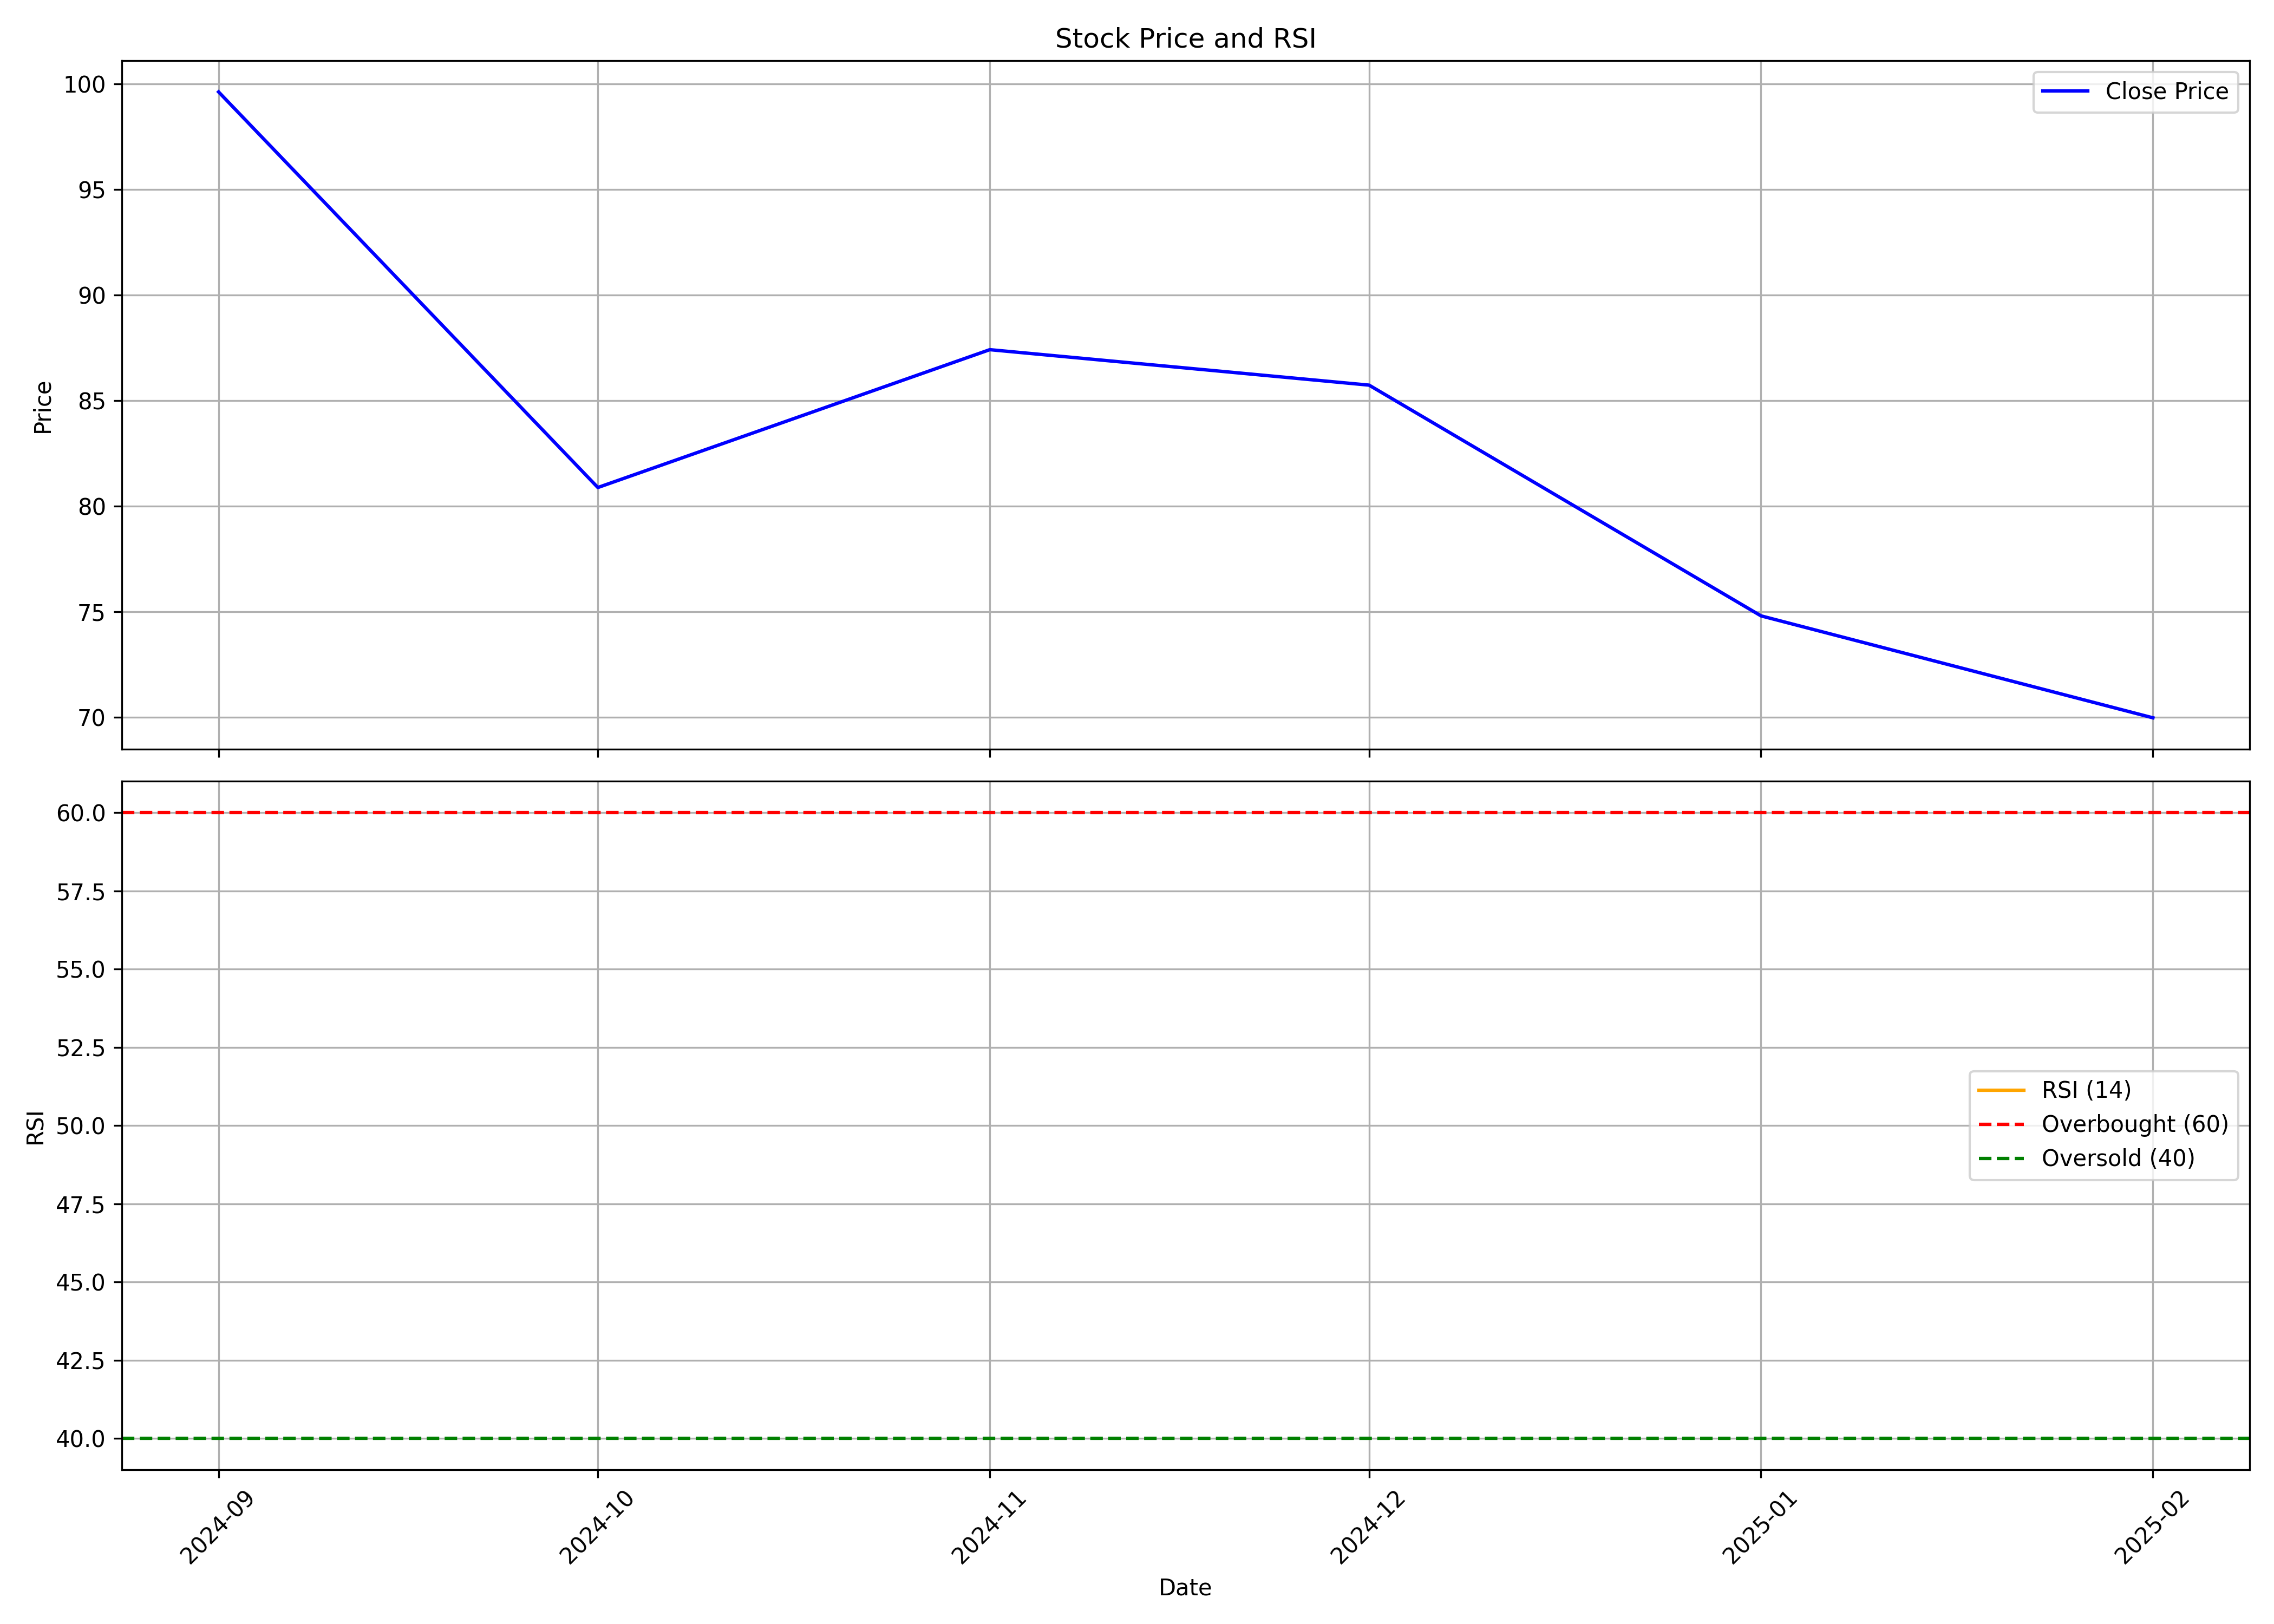 Stock Price and RSI
100
95
90
85
80
75
70
Price
Close Price
60.0
57.5
55.0
52.5
50.0
47.5
45.0
42.5
40.0
RSI
RSI (14)
Overbought (60)
Oversold (40)
2024-09
2024-10
2024-11
2024-12
2025-01
2025-02
Date